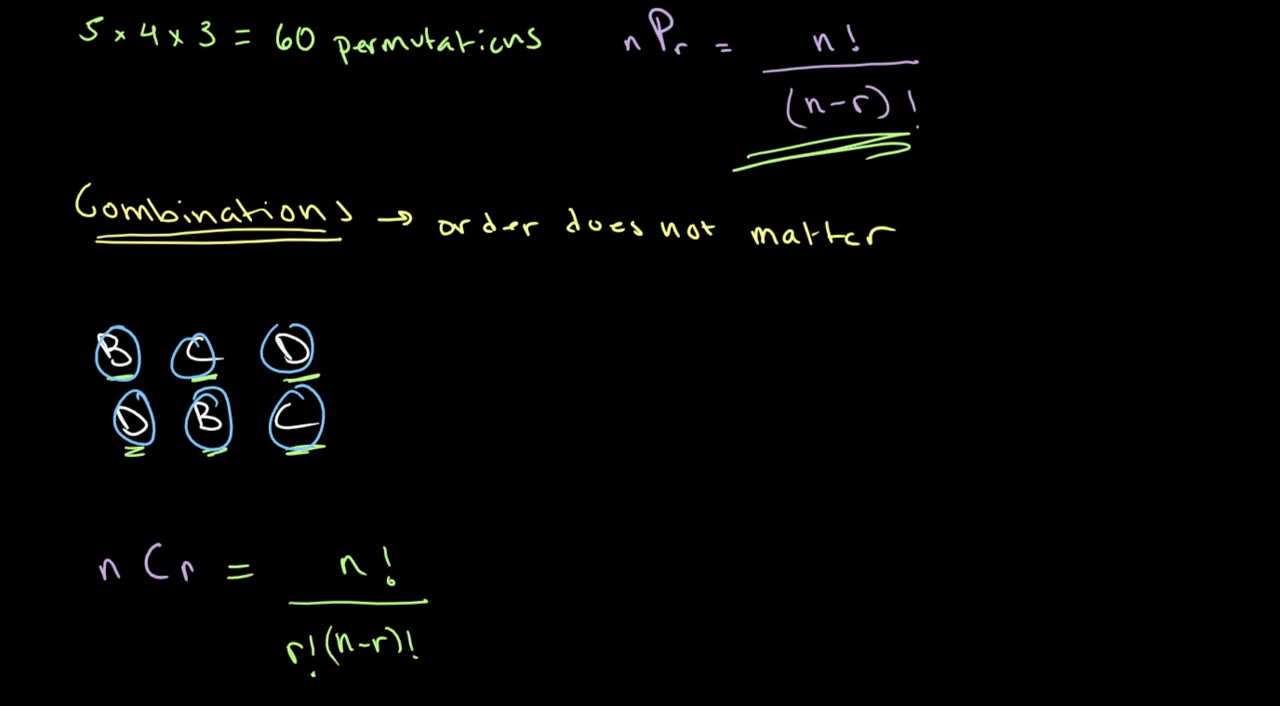 5 × 4 × 3 = 60 permutations
nPr = n! / (n-r)!
Combinations → order does not matter
B C D
D B C
nCr = n! / r!(n-r)!